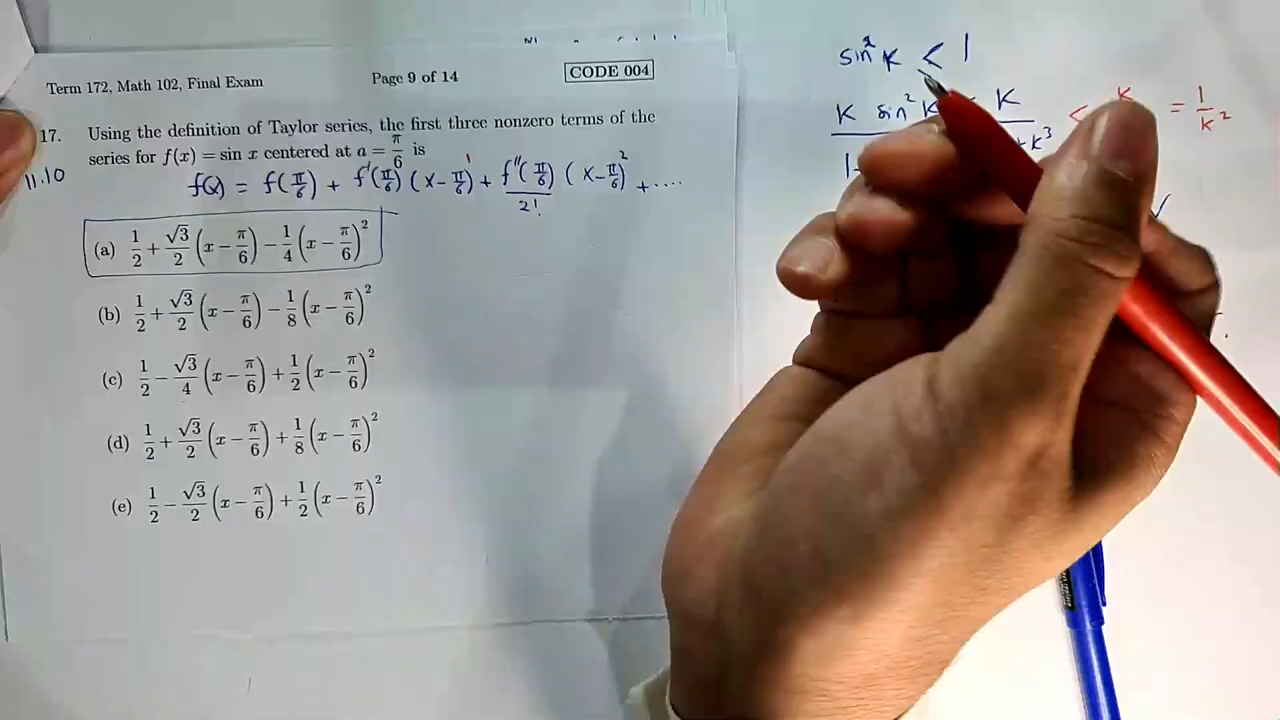 Term 172, Math 102, Final Exam Page 9 of 14 CODE 004
17. Using the definition of Taylor series, the first three nonzero terms of the
series for f(x) = sin x centered at a = π/6 is
11.10
f(x) = f(π/6) + f'(π/6) (x-π/6)¹ + f''(π/6)/2! (x-π/6)² + ....
(a) 1/2 + √3/2 (x − π/6) − 1/4 (x − π/6)²
(b) 1/2 + √3/2 (x − π/6) − 1/8 (x − π/6)²
(c) 1/2 − √3/4 (x − π/6) + 1/2 (x − π/6)²
(d) 1/2 + √3/2 (x − π/6) + 1/8 (x − π/6)²
(e) 1/2 − √3/2 (x − π/6) + 1/2 (x − π/6)²
sin² k < 1
k sin² k
k
+k³
<
= 1/k²